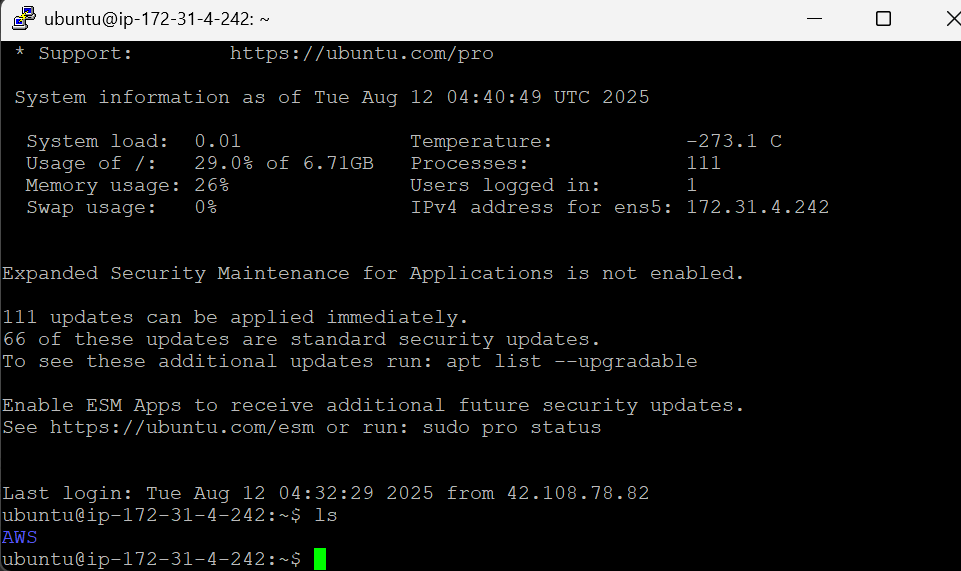 ubuntu@ip-172-31-4-242: ~
* Support:        https://ubuntu.com/pro
System information as of Tue Aug 12 04:40:49 UTC 2025
System load:  0.01              Temperature:           -273.1 C
Usage of /:   29.0% of 6.71GB   Processes:             111
Memory usage: 26%               Users logged in:       1
Swap usage:   0%                IPv4 address for ens5: 172.31.4.242
Expanded Security Maintenance for Applications is not enabled.
111 updates can be applied immediately.
66 of these updates are standard security updates.
To see these additional updates run: apt list --upgradable
Enable ESM Apps to receive additional future security updates.
See https://ubuntu.com/esm or run: sudo pro status
Last login: Tue Aug 12 04:32:29 2025 from 42.108.78.82
ubuntu@ip-172-31-4-242:~$ ls
AWS
ubuntu@ip-172-31-4-242:~$